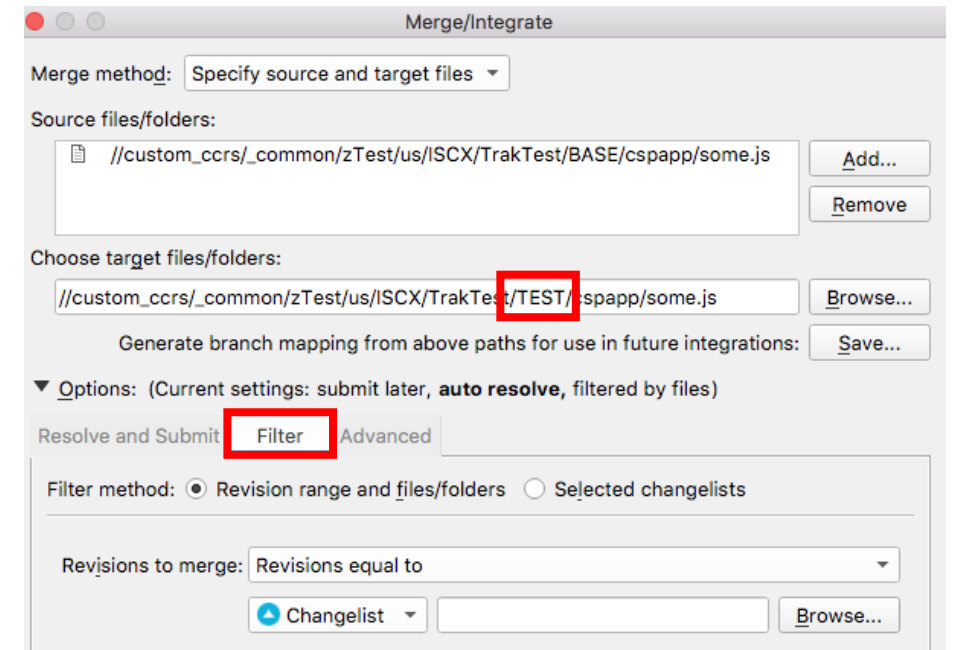 Merge/Integrate
Merge method: Specify source and target files
Source files/folders:
//custom_ccrs/_common/zTest/us/ISCX/TrakTest/BASE/cspapp/some.js
Add...
Remove
Choose target files/folders:
//custom_ccrs/_common/zTest/us/ISCX/TrakTest/TEST/cspapp/some.js
Browse...
Generate branch mapping from above paths for use in future integrations: Save...
Options: (Current settings: submit later, auto resolve, filtered by files)
Resolve and Submit Filter Advanced
Filter method: Revision range and files/folders Selected changelists
Revisions to merge: Revisions equal to
Changelist Browse...